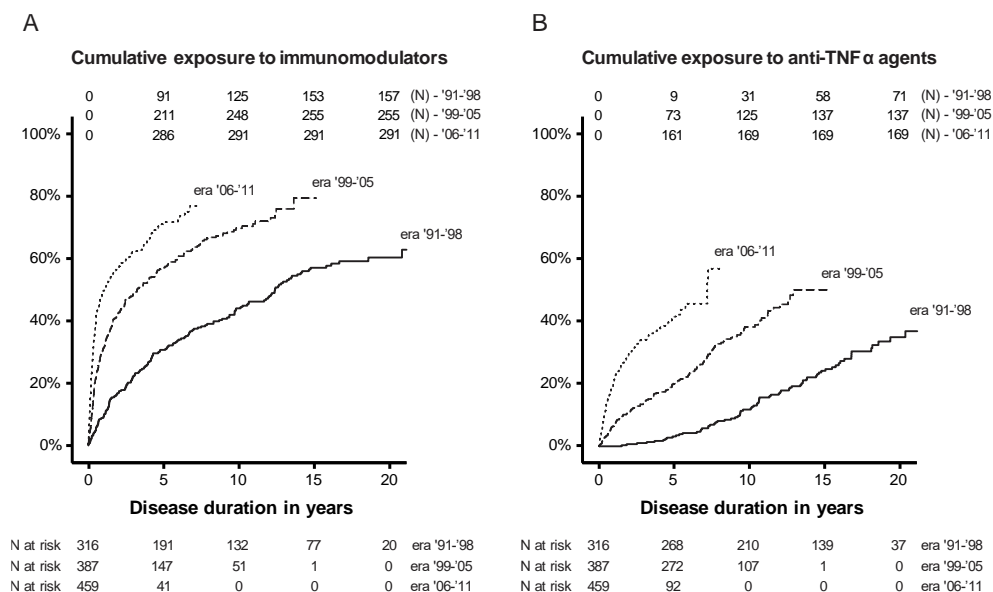 A
Cumulative exposure to immunomodulators
0 91 125 153 157 (N) - '91-'98
0 211 248 255 255 (N) - '99-'05
0 286 291 291 291 (N) - '06-'11
100%
80%
60%
40%
20%
0%
era '06-'11
era '99-'05
era '91-'98
0 5 10 15 20
Disease duration in years
N at risk 316 191 132 77 20 era '91-'98
N at risk 387 147 51 1 0 era '99-'05
N at risk 459 41 0 0 0 era '06-'11
B
Cumulative exposure to anti-TNF α agents
0 9 31 58 71 (N) - '91-'98
0 73 125 137 137 (N) - '99-'05
0 161 169 169 169 (N) - '06-'11
100%
80%
60%
40%
20%
0%
era '06-'11
era '99-'05
era '91-'98
0 5 10 15 20
Disease duration in years
N at risk 316 268 210 139 37 era '91-'98
N at risk 387 272 107 1 0 era '99-'05
N at risk 459 92 0 0 0 era '06-'11